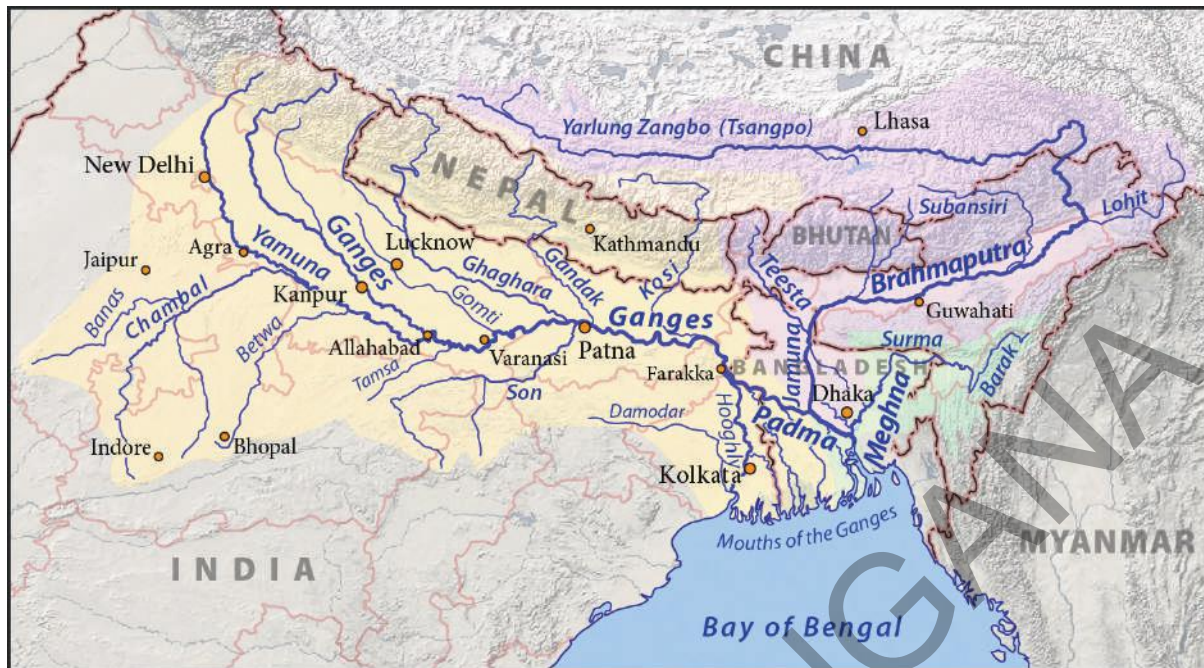 CHINA
Yarlung Zangbo (Tsangpo)
Lhasa
New Delhi
NEPAL
Subansiri
Lohit
Kathmandu
BHUTAN
Agra
Yamuna
Ganges
Lucknow
Ghaghara
Gandak
Kosi
Teesta
Brahmaputra
Jaipur
Kanpur
Gomti
Guwahati
Banas
Chambal
Betwa
Allahabad
Varanasi
Patna
Ganges
Jamuna
Surma
Barak
Tamsa
Son
Farakka
BANGLADESH
Dhaka
Meghna
Damodar
Hooghly
Padma
Indore
Bhopal
Kolkata
Mouths of the Ganges
INDIA
MYANMAR
Bay of Bengal
NGANA